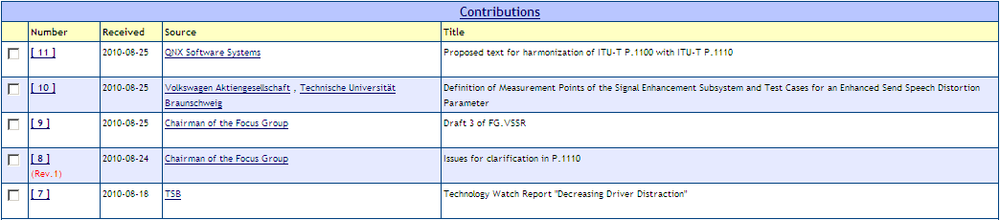 Contributions
Number Received Source Title
[ 11 ] 2010-08-25 QNX Software Systems Proposed text for harmonization of ITU-T P.1100 with ITU-T P.1110
[ 10 ] 2010-08-25 Volkswagen Aktiengesellschaft , Technische Universität Definition of Measurement Points of the Signal Enhancement Subsystem and Test Cases for an Enhanced Send Speech Distortion
Braunschweig Parameter
[ 9 ] 2010-08-25 Chairman of the Focus Group Draft 3 of FG.VSSR
[ 8 ] 2010-08-24 Chairman of the Focus Group Issues for clarification in P.1110
(Rev.1)
[ 7 ] 2010-08-18 TSB Technology Watch Report "Decreasing Driver Distraction"